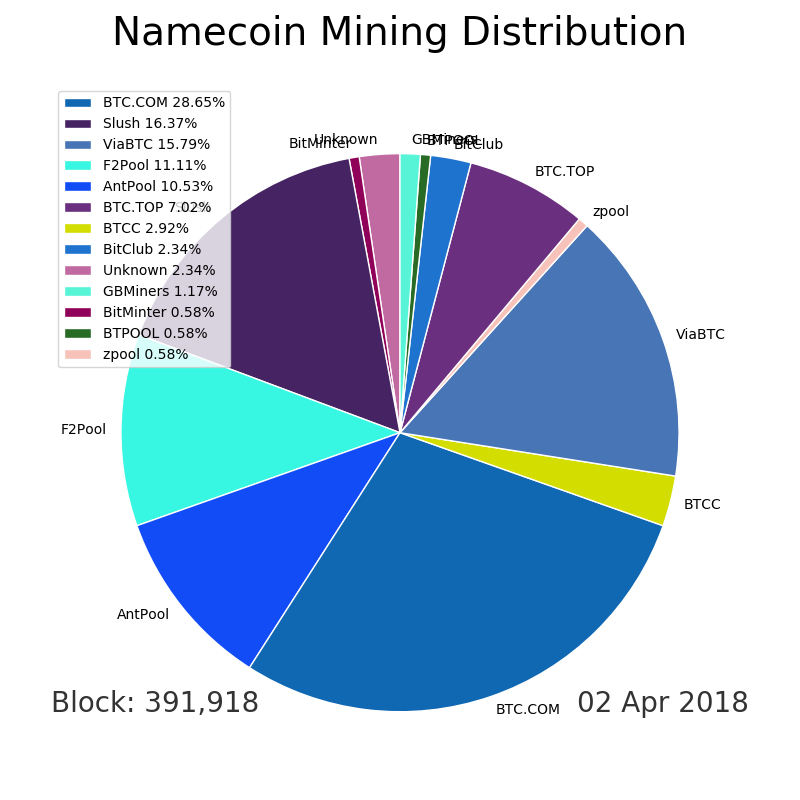 Namecoin Mining Distribution
BTC.COM 28.65%
Slush 16.37%
ViaBTC 15.79%
F2Pool 11.11%
AntPool 10.53%
BTC.TOP 7.02%
BTCC 2.92%
BitClub 2.34%
Unknown 2.34%
GBMiners 1.17%
BitMinter 0.58%
BTPOOL 0.58%
zpool 0.58%
BitMinter
Unknown
GBMiners
BTPOOL
BitClub
BTC.TOP
zpool
ViaBTC
F2Pool
BTCC
AntPool
BTC.COM
Block: 391,918
02 Apr 2018